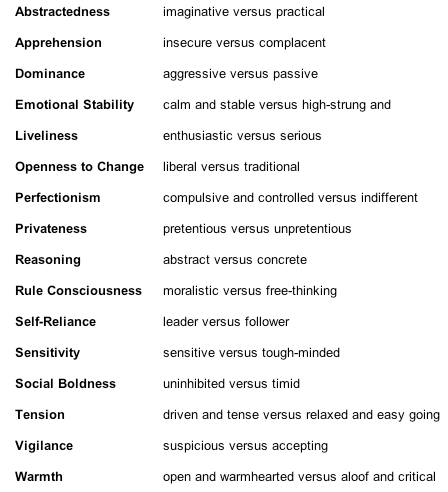 Abstractedness imaginative versus practical
Apprehension insecure versus complacent
Dominance aggressive versus passive
Emotional Stability calm and stable versus high-strung and
Liveliness enthusiastic versus serious
Openness to Change liberal versus traditional
Perfectionism compulsive and controlled versus indifferent
Privateness pretentious versus unpretentious
Reasoning abstract versus concrete
Rule Consciousness moralistic versus free-thinking
Self-Reliance leader versus follower
Sensitivity sensitive versus tough-minded
Social Boldness uninhibited versus timid
Tension driven and tense versus relaxed and easy going
Vigilance suspicious versus accepting
Warmth open and warmhearted versus aloof and critical